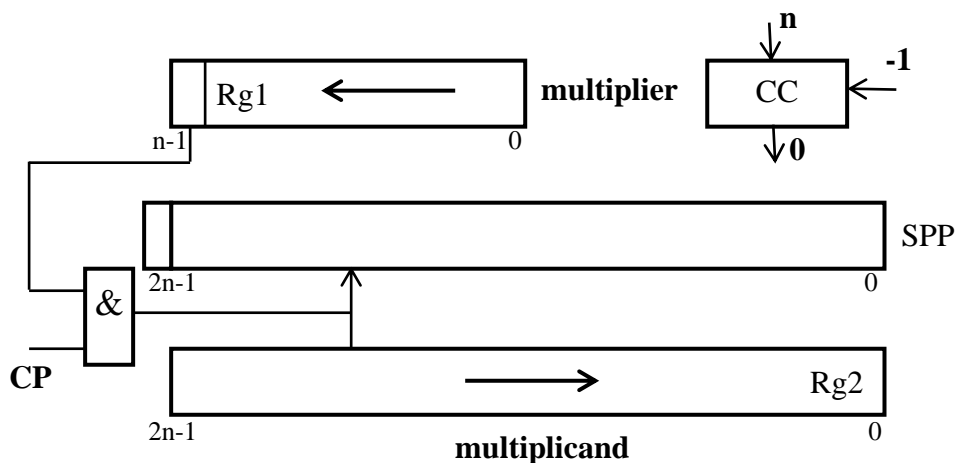 n
-1
Rg1
multiplier
CC
n-1
0
0
SPP
2n-1
0
&
CP
Rg2
2n-1
0
multiplicand